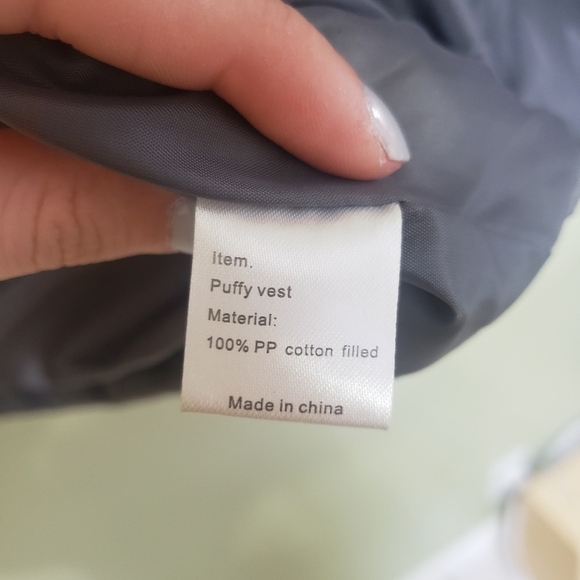 Item.
Puffy vest
Material:
100% PP cotton filled
Made in china